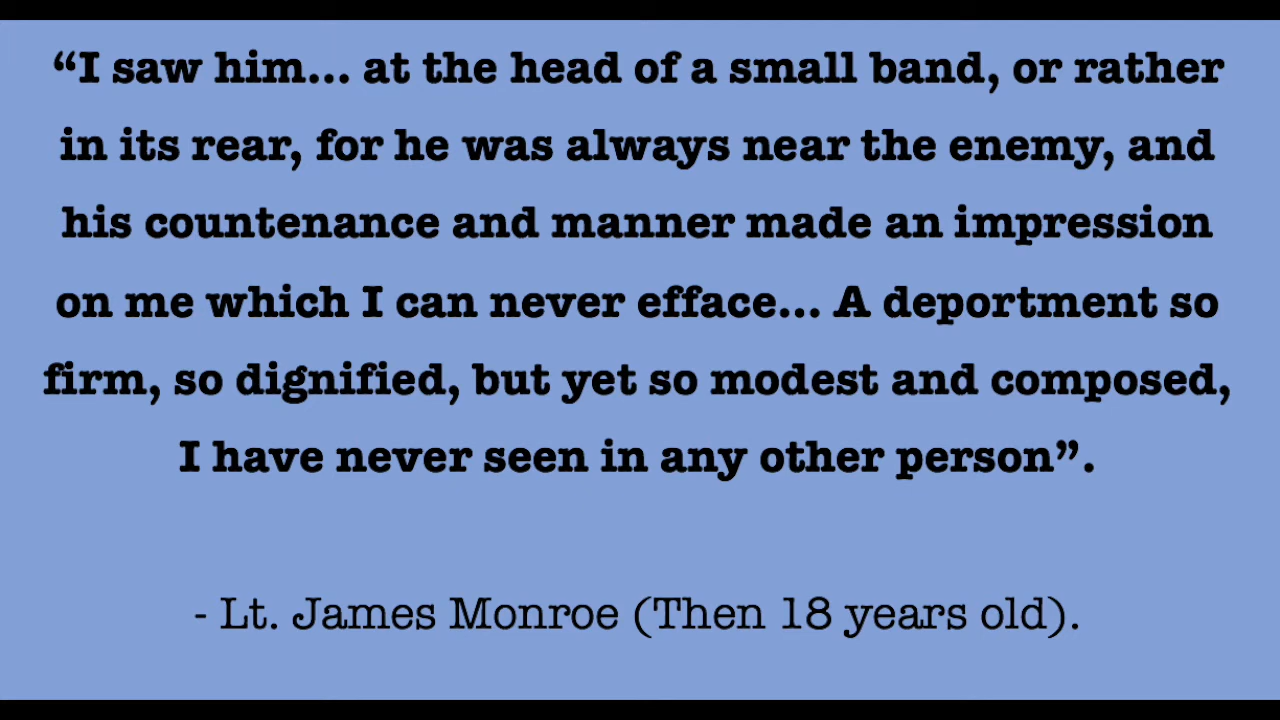 “I saw him... at the head of a small band, or rather
in its rear, for he was always near the enemy, and
his countenance and manner made an impression
on me which I can never efface... A deportment so
firm, so dignified, but yet so modest and composed,
I have never seen in any other person”.
- Lt. James Monroe (Then 18 years old).